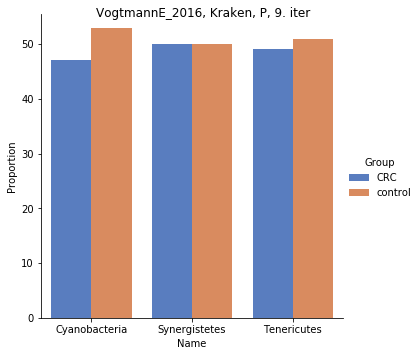 VogtmannE_2016, Kraken, P, 9. iter
Proportion
50
40
30
20
10
0
Cyanobacteria Synergistetes Tenericutes
Name
Group
CRC
control